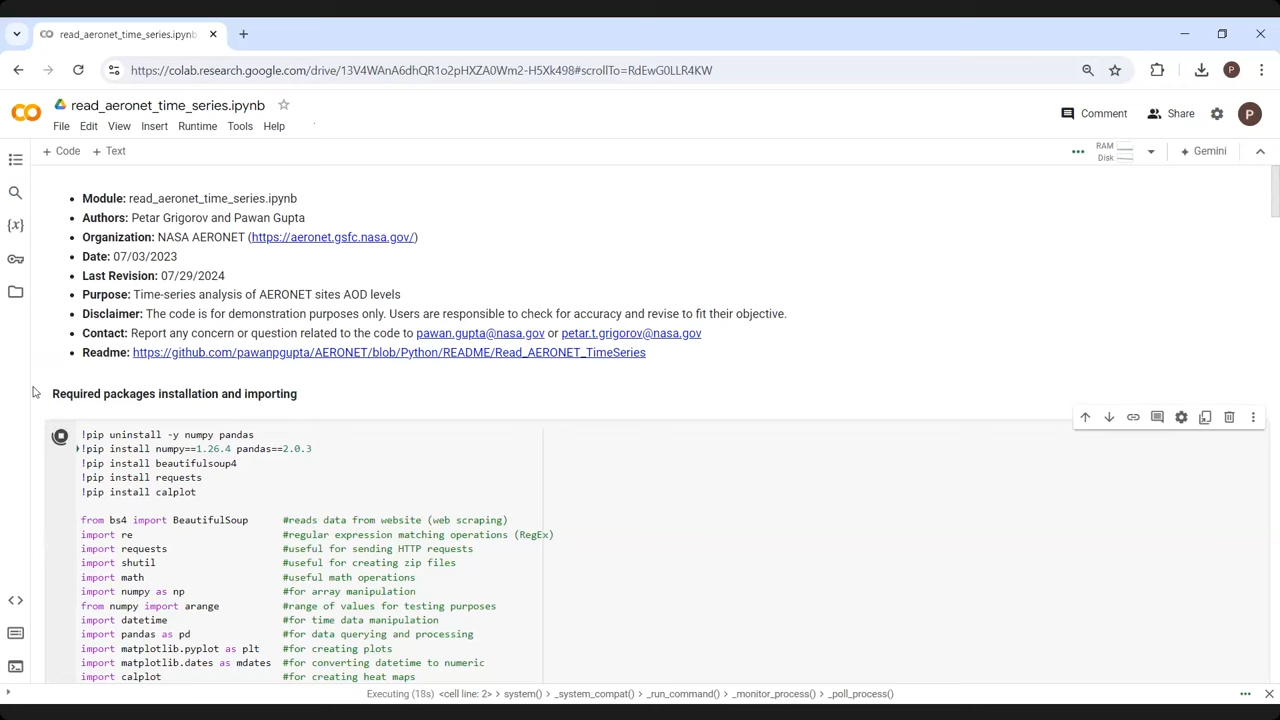 read_aeronet_time_series.ipynb
https://colab.research.google.com/drive/13V4WAnA6dhQR1o2pHXZA0Wm2-H5Xk498#scrollTo=RdEwG0LLR4KW
P
read_aeronet_time_series.ipynb
Comment Share P
File Edit View Insert Runtime Tools Help
+ Code + Text
RAM
Disk
Gemini
Module: read_aeronet_time_series.ipynb
Authors: Petar Grigorov and Pawan Gupta
Organization: NASA AERONET (https://aeronet.gsfc.nasa.gov/)
Date: 07/03/2023
Last Revision: 07/29/2024
Purpose: Time-series analysis of AERONET sites AOD levels
Disclaimer: The code is for demonstration purposes only. Users are responsible to check for accuracy and revise to fit their objective.
Contact: Report any concern or question related to the code to pawan.gupta@nasa.gov or petar.t.grigorov@nasa.gov
Readme: https://github.com/pawanpgupta/AERONET/blob/Python/README/Read_AERONET_TimeSeries
Required packages installation and importing
!pip uninstall -y numpy pandas
!pip install numpy==1.26.4 pandas==2.0.3
!pip install beautifulsoup4
!pip install requests
!pip install calplot
from bs4 import BeautifulSoup #reads data from website (web scraping)
import re #regular expression matching operations (RegEx)
import requests #useful for sending HTTP requests
import shutil #useful for creating zip files
import math #useful math operations
import numpy as np #for array manipulation
from numpy import arange #range of values for testing purposes
import datetime #for time data manipulation
import pandas as pd #for data querying and processing
import matplotlib.pyplot as plt #for creating plots
import matplotlib.dates as mdates #for converting datetime to numeric
import calplot #for creating heat maps
Executing (18s) <cell line: 2> > system() > _system_compat() > _run_command() > _monitor_process() > _poll_process()